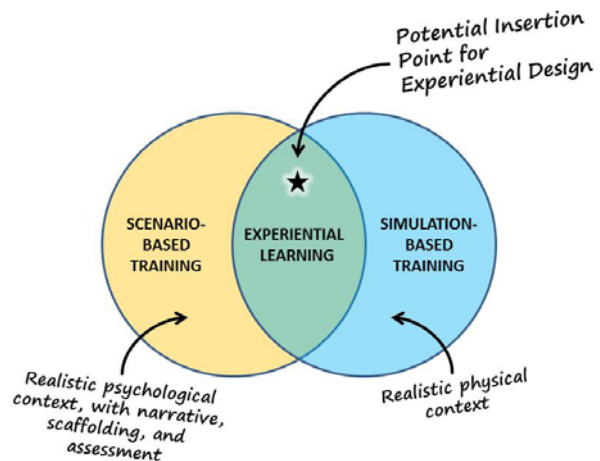 Potential Insertion
Point for
Experiential Design
SCENARIO-
BASED
TRAINING
EXPERIENTIAL
LEARNING
SIMULATION-
BASED
TRAINING
Realistic psychological
context, with narrative,
scaffolding, and
assessment
Realistic physical
context